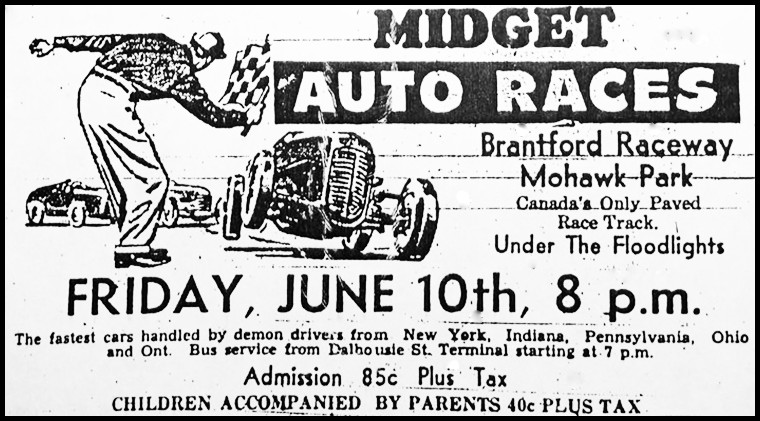 MIDGET
AUTO RACES
Brantford Raceway
Mohawk Park
Canada's Only Paved
Race Track.
Under The Floodlights
FRIDAY, JUNE 10th, 8 p.m.
The fastest cars handled by demon drivers from New York, Indiana, Pennsylvania, Ohio
and Ont. Bus service from Dalhousie St. Terminal starting at 7 p.m.
Admission 85c Plus Tax
CHILDREN ACCOMPANIED BY PARENTS 40c PLUS TAX